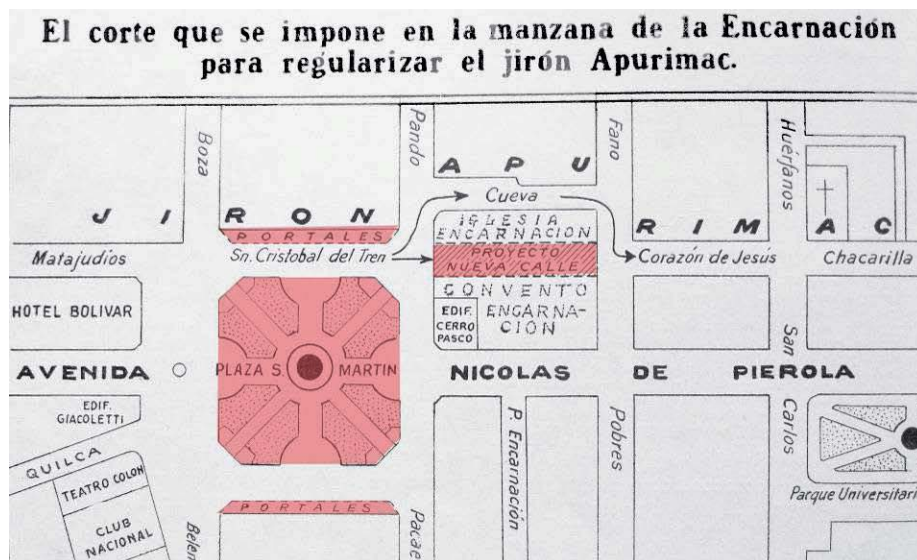 El corte que se impone en la manzana de la Encarnación
para regularizar el jirón Apurimac.
Boza
Pando
Fano
Huérfanos
JIRON APURIMAC
Cueva
PORTALES
Matajudios
Sn. Cristobal del Tren
IGLESIA
ENCARNACION
PROYECTO
NUEVA CALLE
Corazón de Jesús
Chacarilla
HOTEL BOLIVAR
CONVENTO
ENCARNA-
CION
EDIF.
CERRO
PASCO
San Carlos
AVENIDA NICOLAS DE PIEROLA
PLAZA S. MARTIN
EDIF.
GIACOLETTI
QUILCA
TEATRO COLON
CLUB
NACIONAL
Belen
PORTALES
Pacae
P. Encarnación
Pobres
Parque Universitari